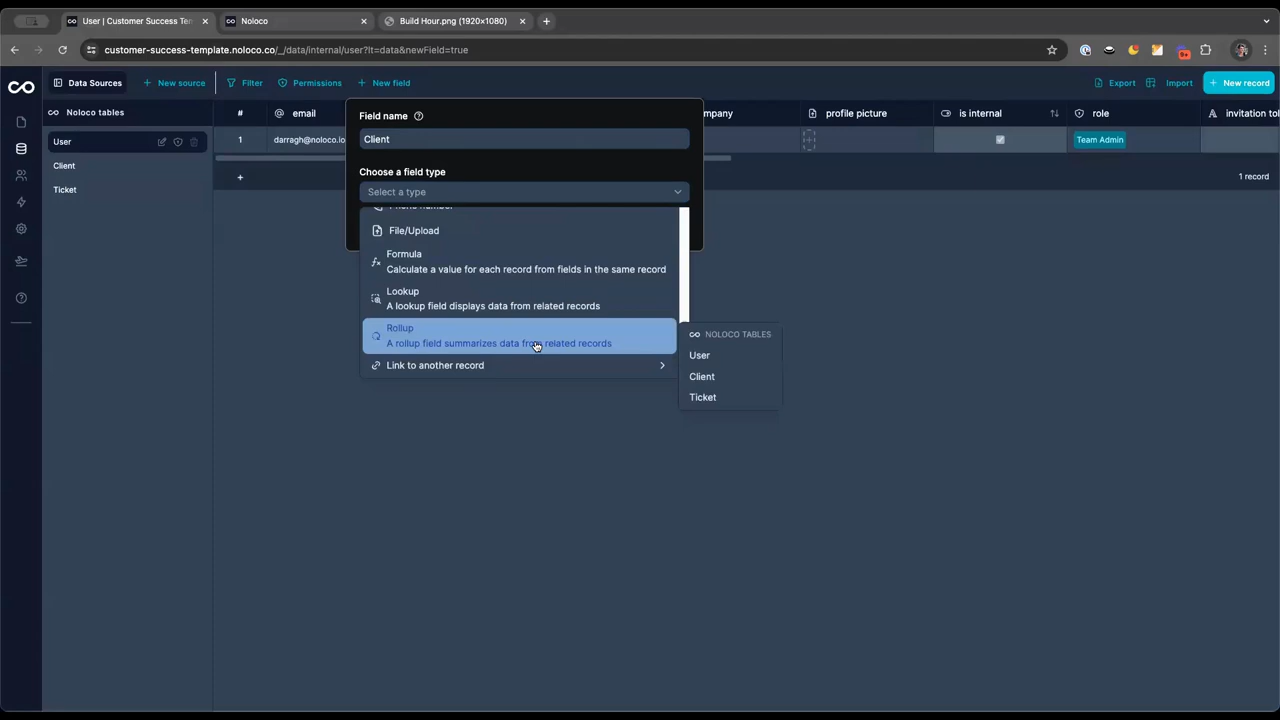 User | Customer Success Ten
Noloco
Build Hour.png (1920×1080)
customer-success-template.noloco.co/_/data/internal/user?lt=data&newField=true
Data Sources
New source
Filter
Permissions
New field
Export
Import
New record
Noloco tables
User
Client
Ticket
#
email
mpany
profile picture
is internal
role
invitation tol
1
darragh@noloco.io
Team Admin
+
1 record
Field name
Client
Choose a field type
Select a type
Phone number
File/Upload
Formula
Calculate a value for each record from fields in the same record
Lookup
A lookup field displays data from related records
Rollup
A rollup field summarizes data from related records
Link to another record
NOLOCO TABLES
User
Client
Ticket